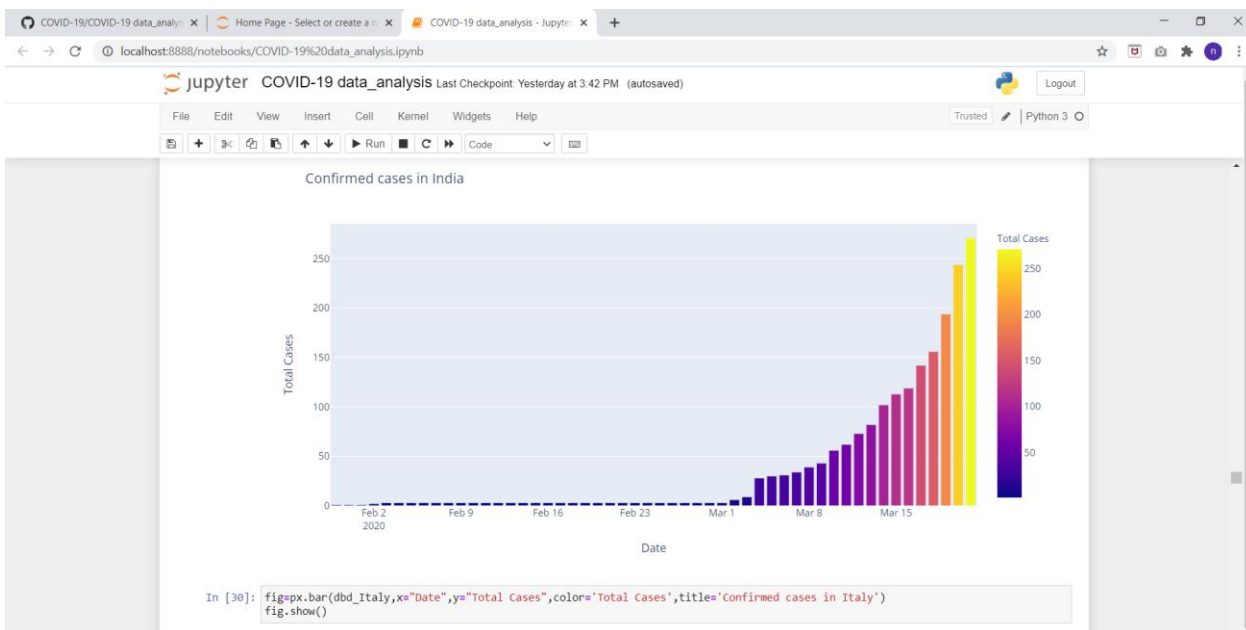 COVID-19/COVID-19 data_analy
Home Page - Select or create a n
COVID-19 data_analysis - Jupyte
localhost:8888/notebooks/COVID-19%20data_analysis.ipynb
n
jupyter COVID-19 data_analysis Last Checkpoint: Yesterday at 3:42 PM (autosaved)
Logout
File Edit View Insert Cell Kernel Widgets Help
Trusted Python 3
Run Code
Confirmed cases in India
Total Cases
250
200
150
100
50
0
Total Cases
250
200
150
100
50
Feb 2 Feb 9 Feb 16 Feb 23 Mar 1 Mar 8 Mar 15
2020
Date
In [30]: fig=px.bar(dbd_Italy,x="Date",y="Total Cases",color='Total Cases',title='Confirmed cases in Italy')
fig.show()